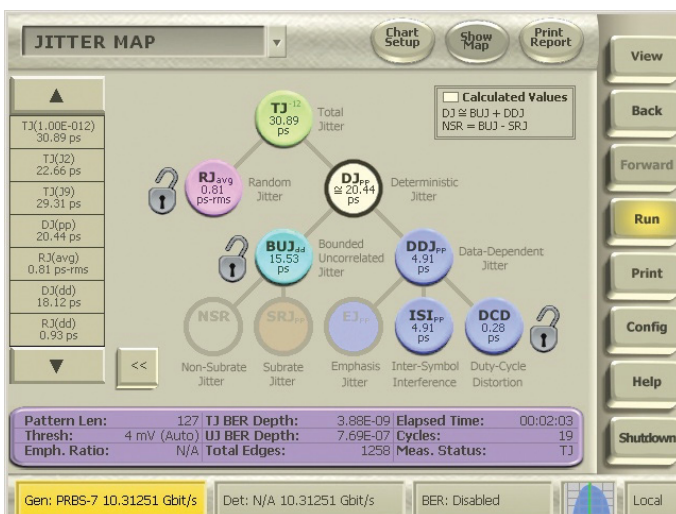 JITTER MAP
Chart Setup
Show Map
Print Report
View
Back
Forward
Run
Print
Config
Help
Shutdown
Local
TJ(1.00E-012)
30.89 ps
TJ(J2)
22.66 ps
TJ(J9)
29.31 ps
DJ(pp)
20.44 ps
RJ(avg)
0.81 ps-rms
DJ(dd)
18.12 ps
RJ(dd)
0.93 ps
<<
Calculated Values
DJ ≅ BUJ + DDJ
NSR = BUJ - SRJ
TJ-12
30.89
ps
Total
Jitter
RJavg
0.81
ps-rms
Random
Jitter
DJPP
≅ 20.44
ps
Deterministic
Jitter
BUJdd
15.53
ps
Bounded
Uncorrelated
Jitter
DDJPP
4.91
ps
Data-Dependent
Jitter
NSR
Non-Subrate
Jitter
SRJPP
Subrate
Jitter
EJPP
Emphasis
Jitter
ISIPP
4.91
ps
Inter-Symbol
Interference
DCD
0.28
ps
Duty-Cycle
Distortion
Pattern Len: 127 TJ BER Depth: 3.88E-09 Elapsed Time: 00:02:03
Thresh: 4 mV (Auto) UJ BER Depth: 7.69E-07 Cycles: 19
Emph. Ratio: N/A Total Edges: 1258 Meas. Status: TJ
Gen: PRBS-7 10.31251 Gbit/s
Det: N/A 10.31251 Gbit/s
BER: Disabled